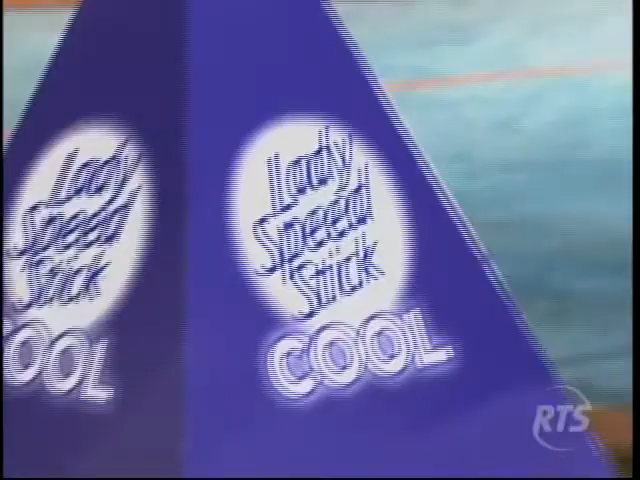 Lady
Speed
Stick
COOL
Lady
Speed
Stick
COOL
RTS